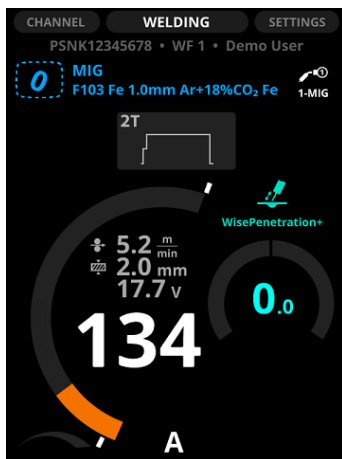 CHANNEL WELDING SETTINGS
PSNK12345678 • WF 1 • Demo User
0 MIG
F103 Fe 1.0mm Ar+18%CO₂ Fe
1
1-MIG
2T
WisePenetration+
5.2 m/min
2.0 mm
17.7 V
0.0
134
A